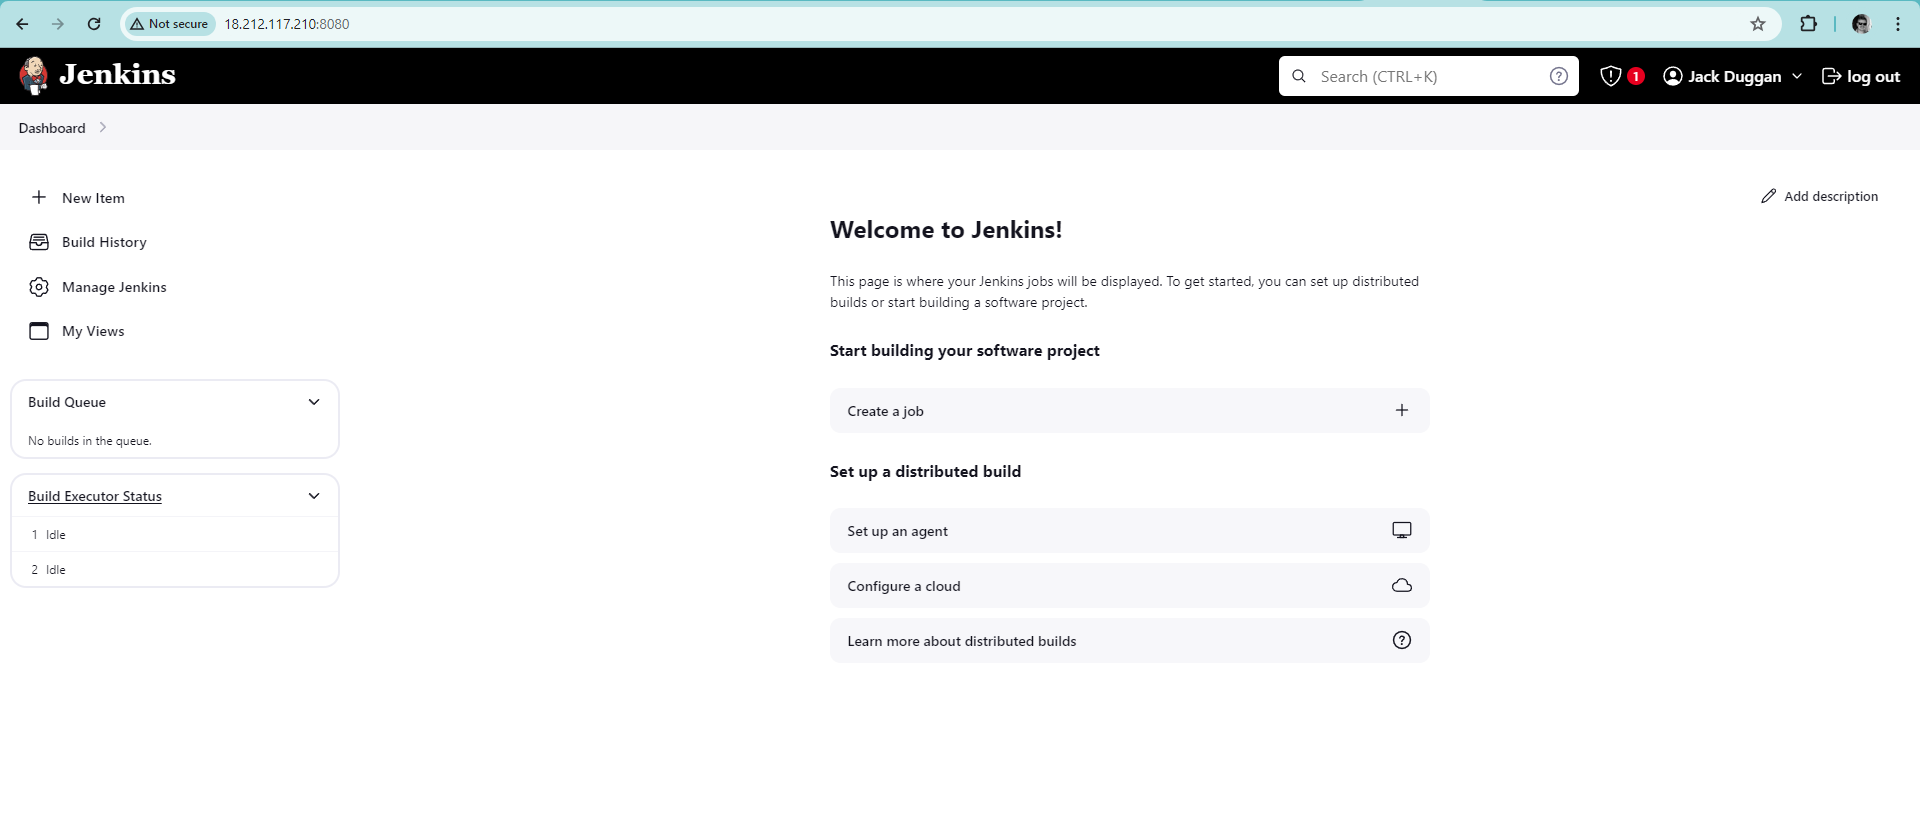 Not secure 18.212.117.210:8080
Jenkins
Search (CTRL+K)
1
Jack Duggan
log out
Dashboard
New Item
Build History
Manage Jenkins
My Views
Build Queue
No builds in the queue.
Build Executor Status
1 Idle
2 Idle
Add description
Welcome to Jenkins!
This page is where your Jenkins jobs will be displayed. To get started, you can set up distributed
builds or start building a software project.
Start building your software project
Create a job
Set up a distributed build
Set up an agent
Configure a cloud
Learn more about distributed builds